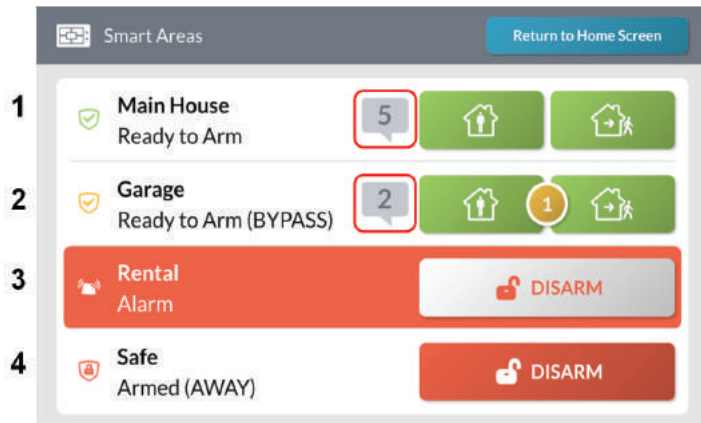 Smart Areas
Return to Home Screen
1
Main House
Ready to Arm
5
2
Garage
Ready to Arm (BYPASS)
2
1
3
Rental
Alarm
DISARM
4
Safe
Armed (AWAY)
DISARM